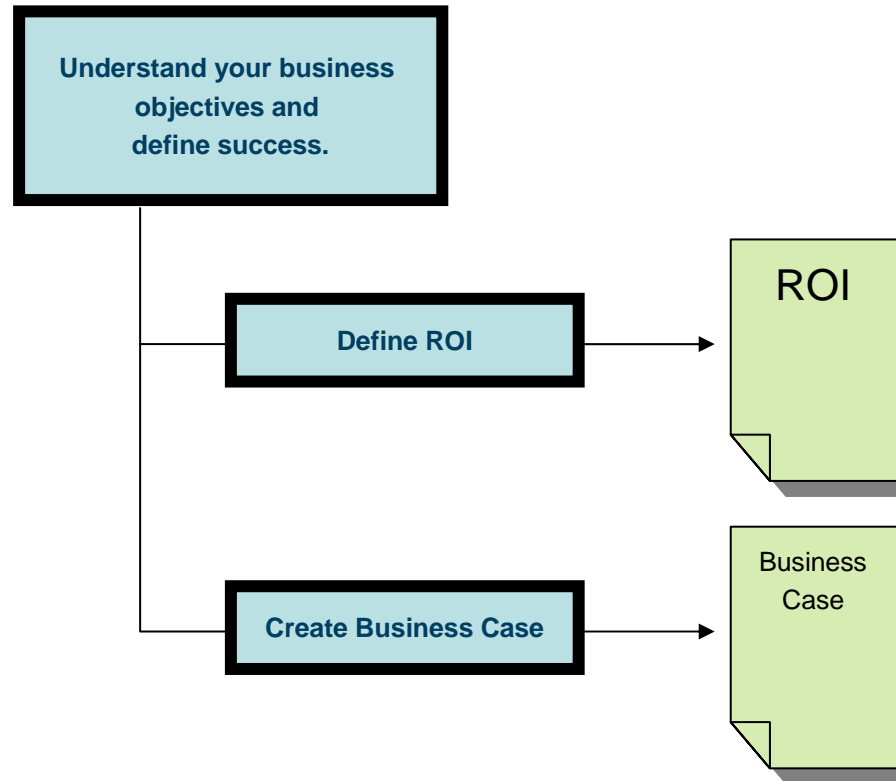 Understand your business
objectives and
define success.
Define ROI
ROI
Create Business Case
Business
Case